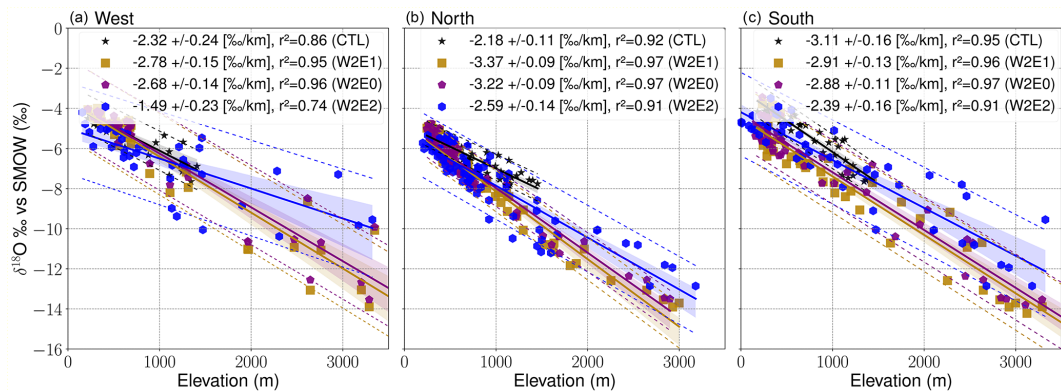 (a) West
-2.32 +/-0.24 [‰/km], r²=0.86 (CTL)
-2.78 +/-0.15 [‰/km], r²=0.95 (W2E1)
-2.68 +/-0.14 [‰/km], r²=0.96 (W2E0)
-1.49 +/-0.23 [‰/km], r²=0.74 (W2E2)
(b) North
-2.18 +/-0.11 [‰/km], r²=0.92 (CTL)
-3.37 +/-0.09 [‰/km], r²=0.97 (W2E1)
-3.22 +/-0.09 [‰/km], r²=0.97 (W2E0)
-2.59 +/-0.14 [‰/km], r²=0.91 (W2E2)
(c) South
-3.11 +/-0.16 [‰/km], r²=0.95 (CTL)
-2.91 +/-0.13 [‰/km], r²=0.96 (W2E1)
-2.88 +/-0.11 [‰/km], r²=0.97 (W2E0)
-2.39 +/-0.16 [‰/km], r²=0.91 (W2E2)
δ¹⁸O ‰ vs SMOW (‰)
0
−2
−4
−6
−8
−10
−12
−14
−16
1000 2000 3000
0 1000 2000 3000
0 1000 2000 3000
Elevation (m)
Elevation (m)
Elevation (m)